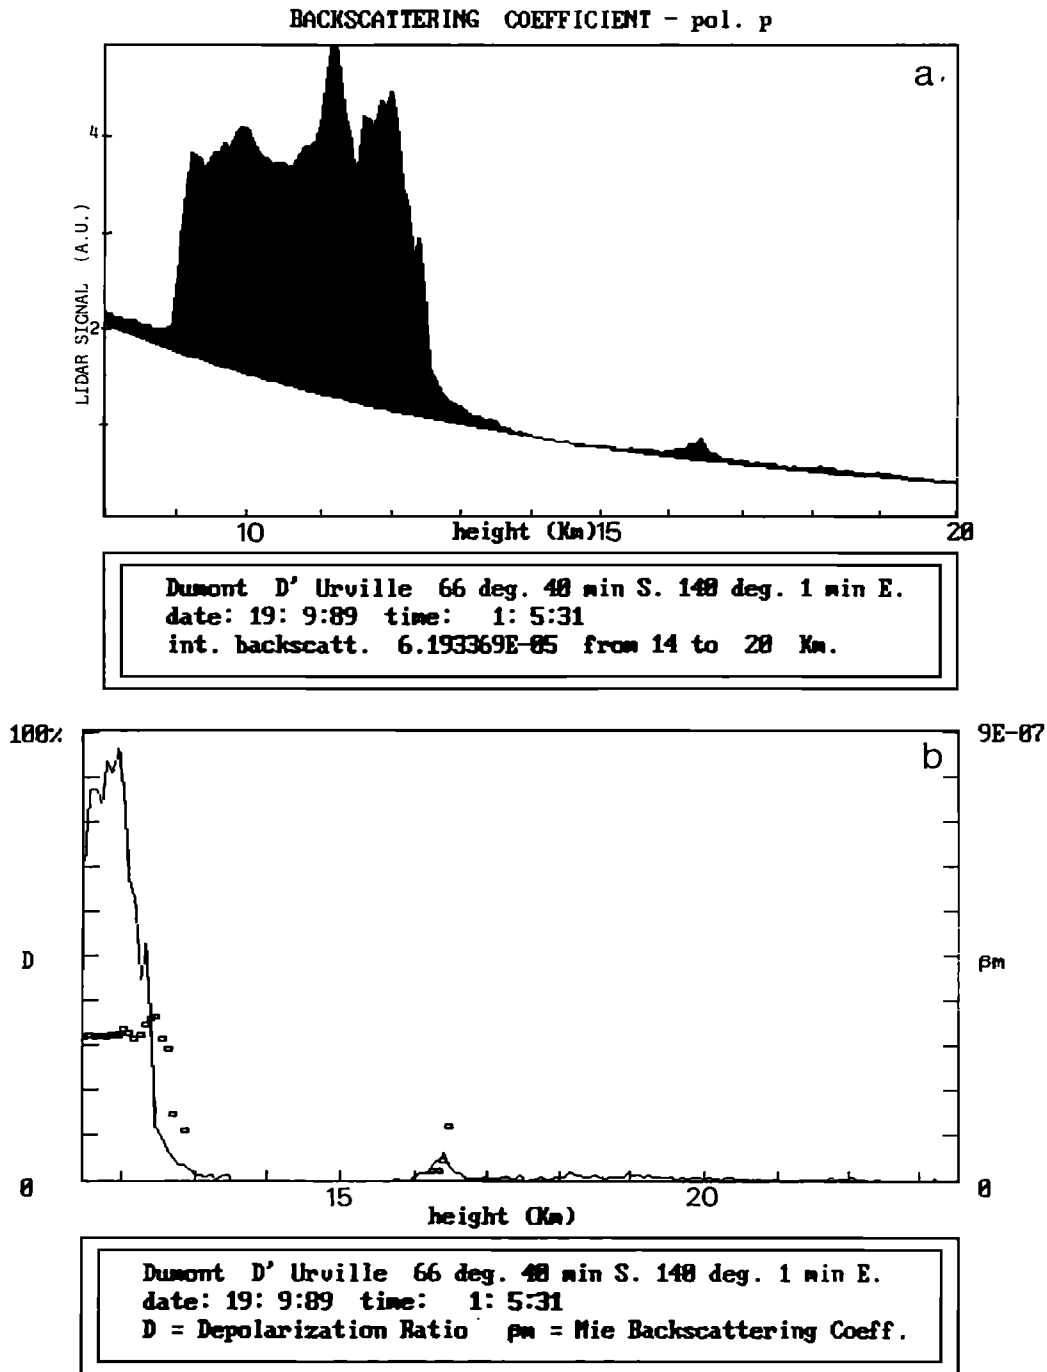 BACKSCATTERING COEFFICIENT - pol. p
a.
4
2
LIDAR SIGNAL (A.U.)
10 height (Km) 15 20
Dumont D' Urville 66 deg. 40 min S. 140 deg. 1 min E.
date: 19: 9:89 time: 1: 5:31
int. backscatt. 6.193369E-05 from 14 to 20 Km.
100% b 9E-07
D βm
0 15 20 0
height (Km)
Dumont D' Urville 66 deg. 40 min S. 140 deg. 1 min E.
date: 19: 9:89 time: 1: 5:31
D = Depolarization Ratio βm = Mie Backscattering Coeff.